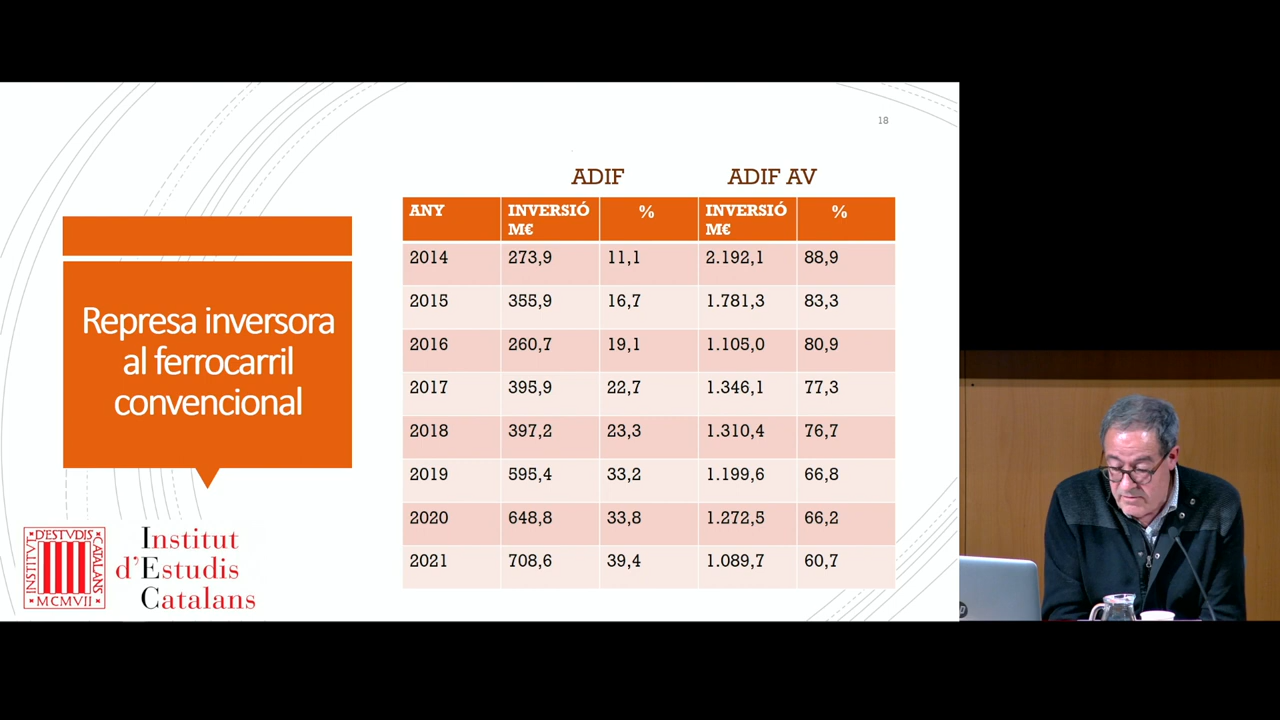 18
ADIF ADIF AV
ANY INVERSIÓ M€ % INVERSIÓ M€ %
2014 273,9 11,1 2.192,1 88,9
2015 355,9 16,7 1.781,3 83,3
2016 260,7 19,1 1.105,0 80,9
2017 395,9 22,7 1.346,1 77,3
2018 397,2 23,3 1.310,4 76,7
2019 595,4 33,2 1.199,6 66,8
2020 648,8 33,8 1.272,5 66,2
2021 708,6 39,4 1.089,7 60,7
Represa inversora
al ferrocarril
convencional
INSTITVT
D'ESTVDIS
CATALANS
MCMVII
Institut
d'Estudis
Catalans